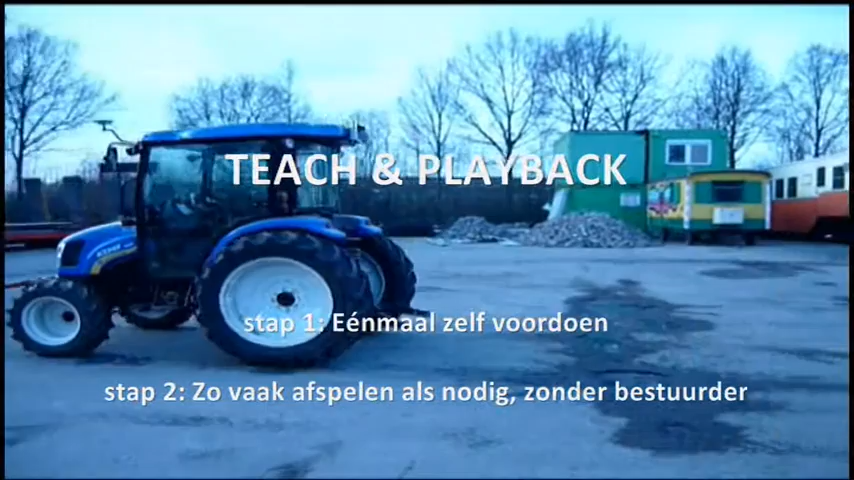 TEACH & PLAYBACK
stap 1: Eénmaal zelf voordoen
stap 2: Zo vaak afspelen als nodig, zonder bestuurder